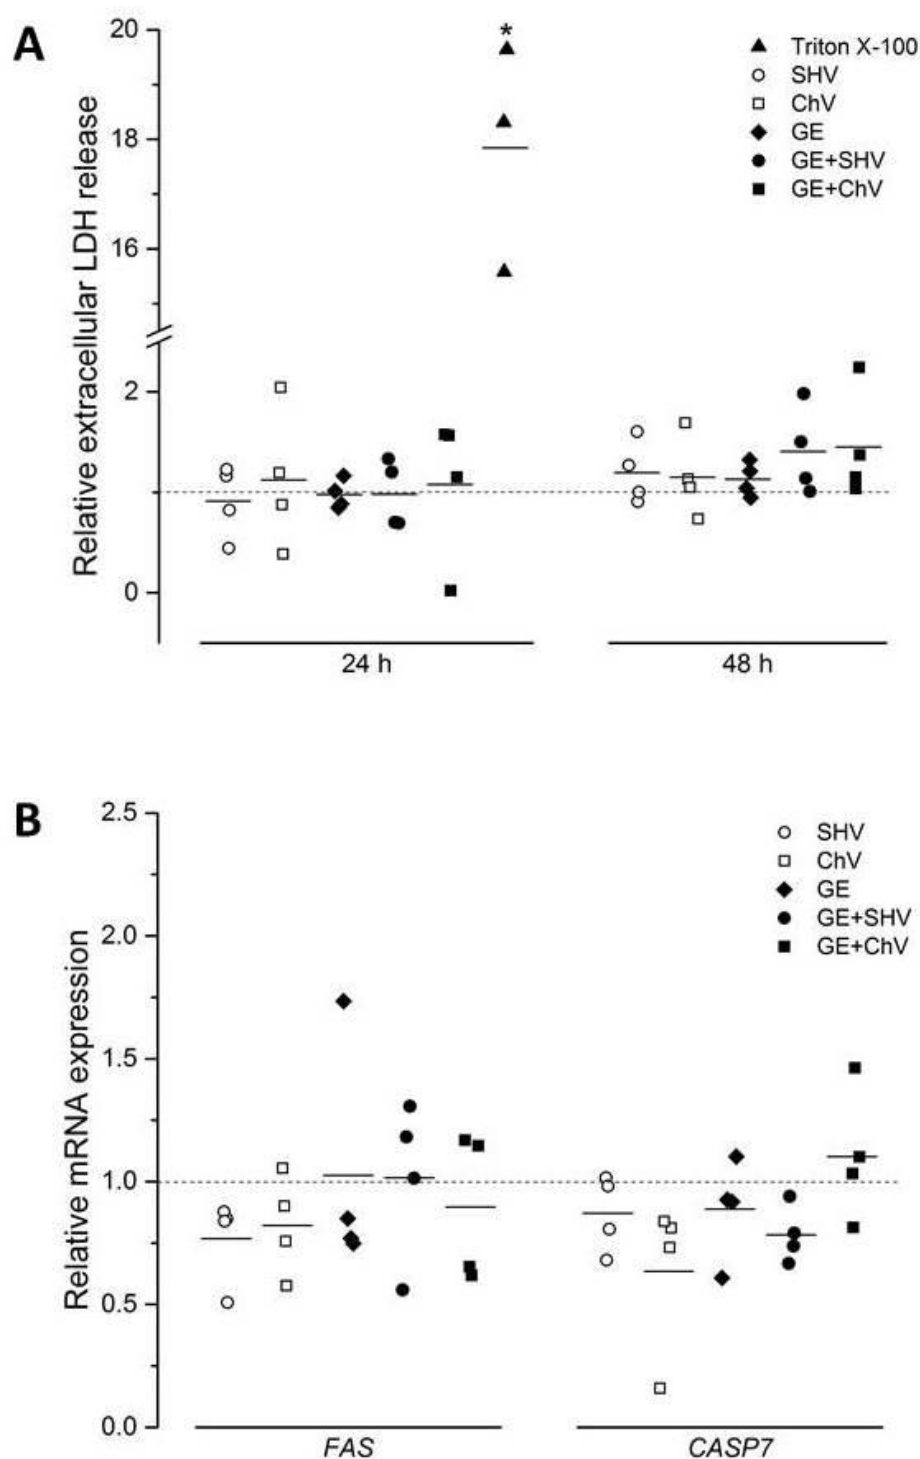 A
Relative extracellular LDH release
20
18
16
2
0
*
Triton X-100
SHV
ChV
GE
GE+SHV
GE+ChV
24 h
48 h
B
Relative mRNA expression
2.5
2.0
1.5
1.0
0.5
0.0
SHV
ChV
GE
GE+SHV
GE+ChV
FAS
CASP7